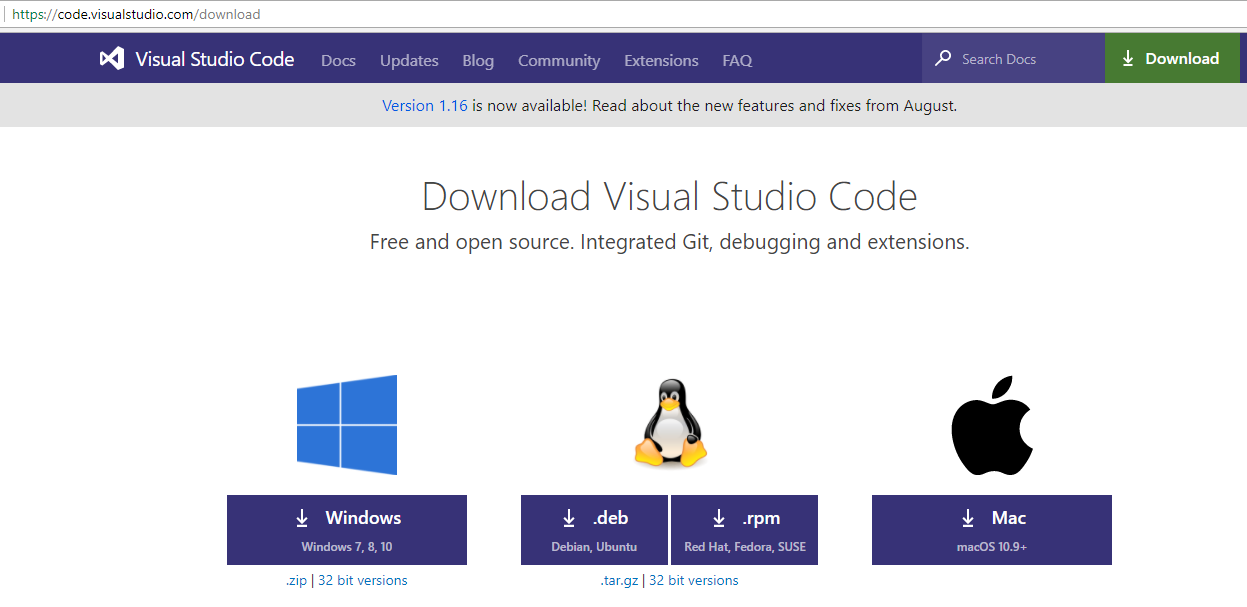 https://code.visualstudio.com/download
Visual Studio Code Docs Updates Blog Community Extensions FAQ Search Docs Download
Version 1.16 is now available! Read about the new features and fixes from August.
Download Visual Studio Code
Free and open source. Integrated Git, debugging and extensions.
Windows .deb .rpm Mac
Windows 7, 8, 10 Debian, Ubuntu Red Hat, Fedora, SUSE macOS 10.9+
.zip | 32 bit versions .tar.gz | 32 bit versions